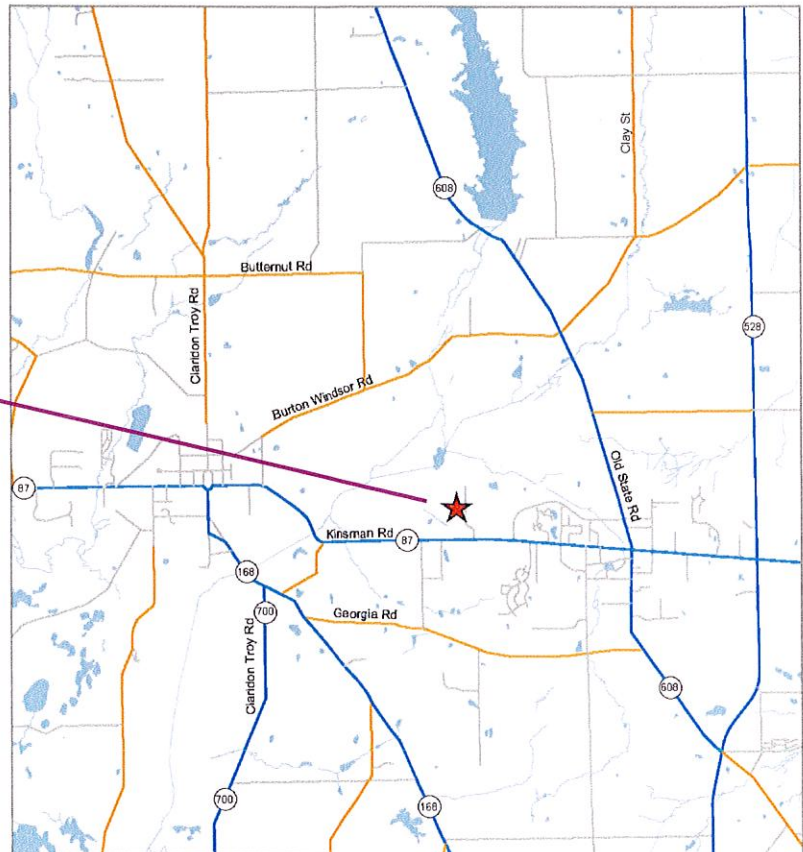 608
Clay St
Butternut Rd
Claridon Troy Rd
528
Burton Windsor Rd
87
Old State Rd
Kinsman Rd
87
168
700
Georgia Rd
Claridon Troy Rd
608
700
168